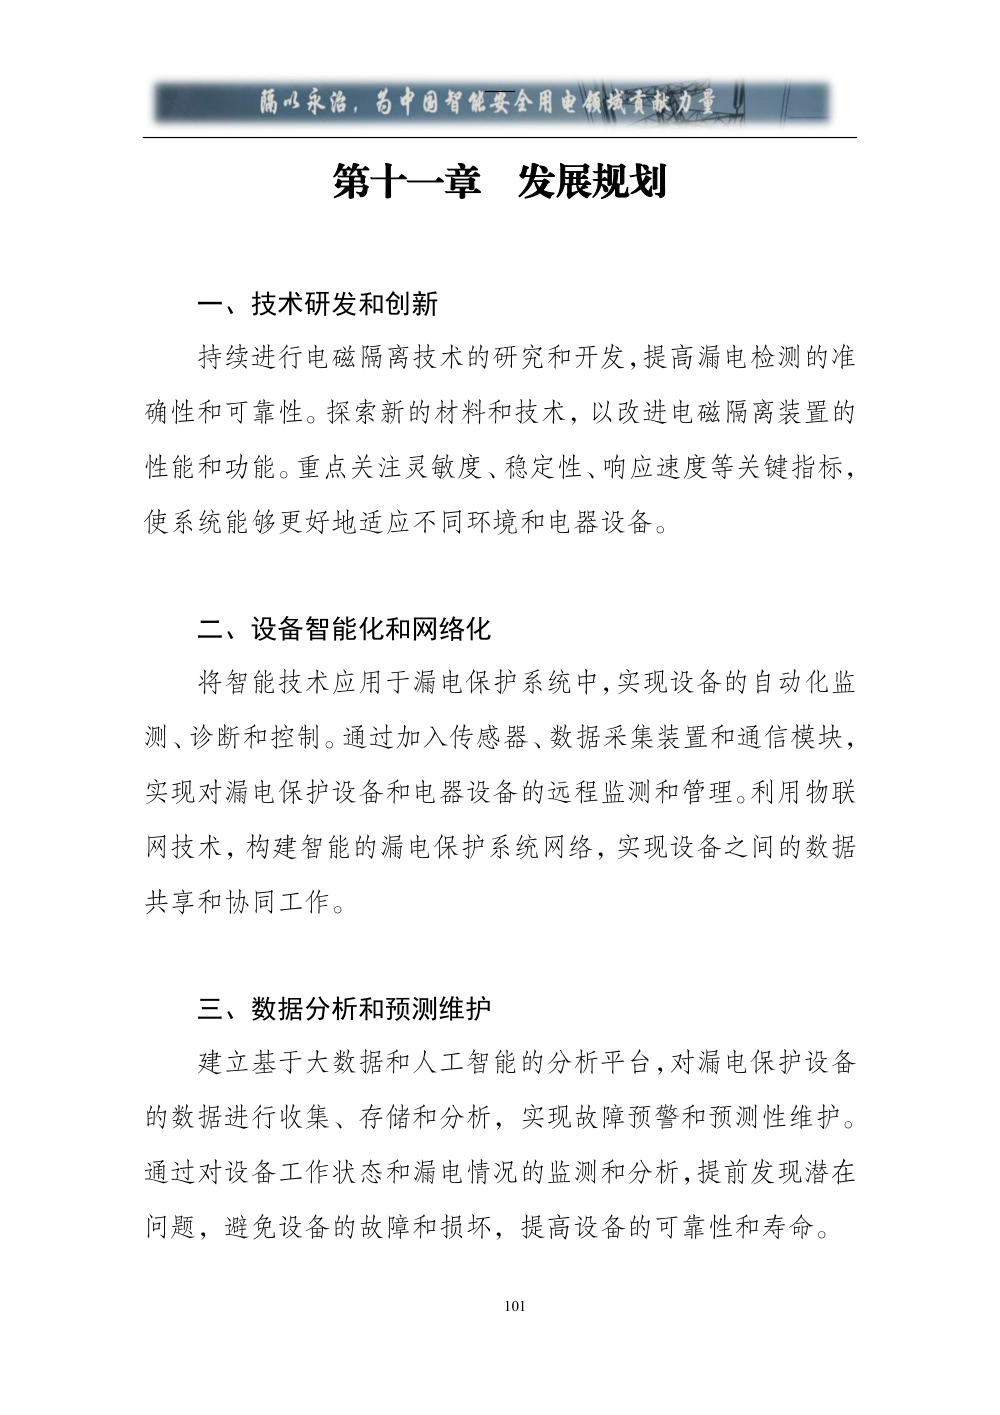 隔以永治，为中国智能安全用电领域贡献力量
第十一章　发展规划
一、技术研发和创新
持续进行电磁隔离技术的研究和开发，提高漏电检测的准
确性和可靠性。探索新的材料和技术，以改进电磁隔离装置的
性能和功能。重点关注灵敏度、稳定性、响应速度等关键指标，
使系统能够更好地适应不同环境和电器设备。
二、设备智能化和网络化
将智能技术应用于漏电保护系统中，实现设备的自动化监
测、诊断和控制。通过加入传感器、数据采集装置和通信模块，
实现对漏电保护设备和电器设备的远程监测和管理。利用物联
网技术，构建智能的漏电保护系统网络，实现设备之间的数据
共享和协同工作。
三、数据分析和预测维护
建立基于大数据和人工智能的分析平台，对漏电保护设备
的数据进行收集、存储和分析，实现故障预警和预测性维护。
通过对设备工作状态和漏电情况的监测和分析，提前发现潜在
问题，避免设备的故障和损坏，提高设备的可靠性和寿命。
101